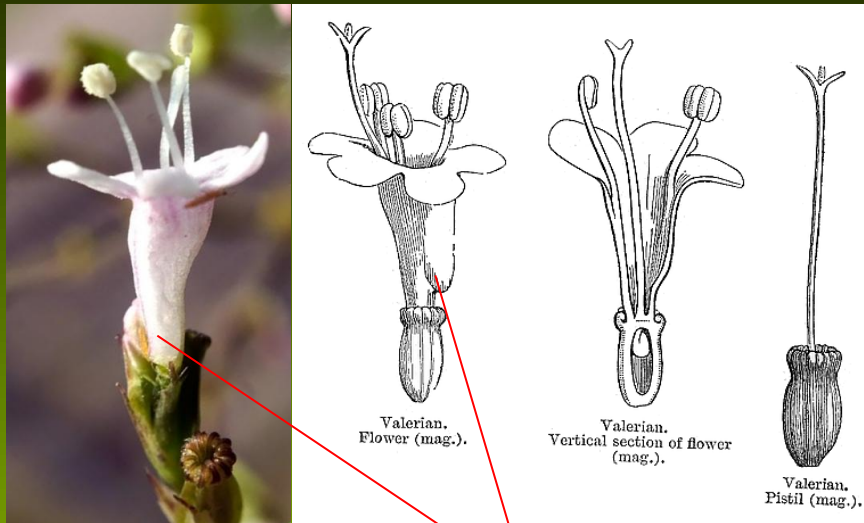 Valerian.
Flower (mag.).
Valerian.
Vertical section of flower
(mag.).
Valerian.
Pistil (mag.).